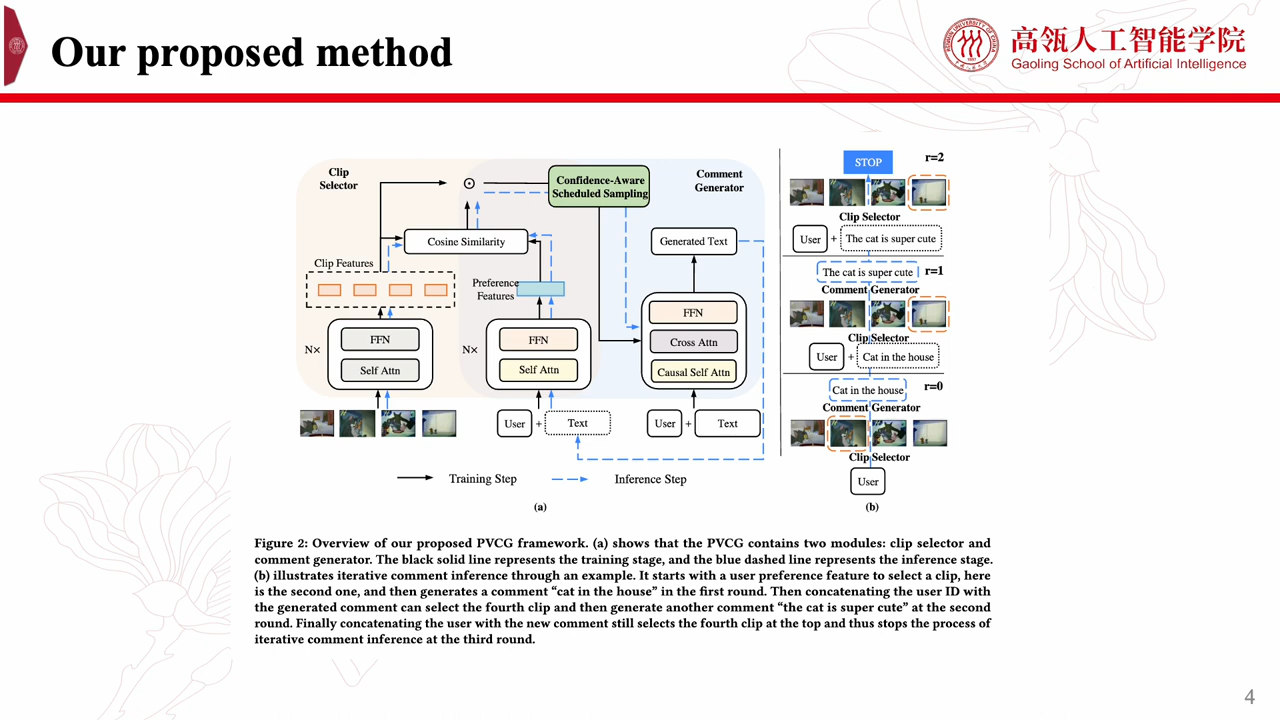 Our proposed method
高瓴人工智能学院
Gaoling School of Artificial Intelligence
Clip
Selector
Confidence-Aware
Scheduled Sampling
Comment
Generator
Cosine Similarity
Generated Text
Clip Features
Preference
Features
N×
FFN
Self Attn
N×
FFN
Self Attn
FFN
Cross Attn
Causal Self Attn
User + Text
User + Text
Training Step
Inference Step
(a)
STOP
r=2
Clip Selector
User + The cat is super cute
The cat is super cute
r=1
Comment Generator
Clip Selector
User + Cat in the house
Cat in the house
r=0
Comment Generator
Clip Selector
User
(b)
Figure 2: Overview of our proposed PVCG framework. (a) shows that the PVCG contains two modules: clip selector and
comment generator. The black solid line represents the training stage, and the blue dashed line represents the inference stage.
(b) illustrates iterative comment inference through an example. It starts with a user preference feature to select a clip, here
is the second one, and then generates a comment “cat in the house” in the first round. Then concatenating the user ID with
the generated comment can select the fourth clip and then generate another comment “the cat is super cute” at the second
round. Finally concatenating the user with the new comment still selects the fourth clip at the top and thus stops the process of
iterative comment inference at the third round.
4